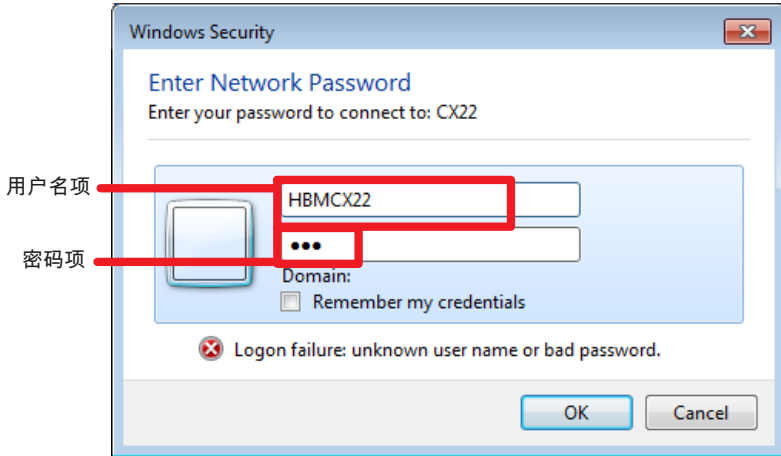 Windows Security
Enter Network Password
Enter your password to connect to: CX22
用户名项
HBMCX22
密码项
●●●
Domain:
Remember my credentials
Logon failure: unknown user name or bad password.
OK
Cancel